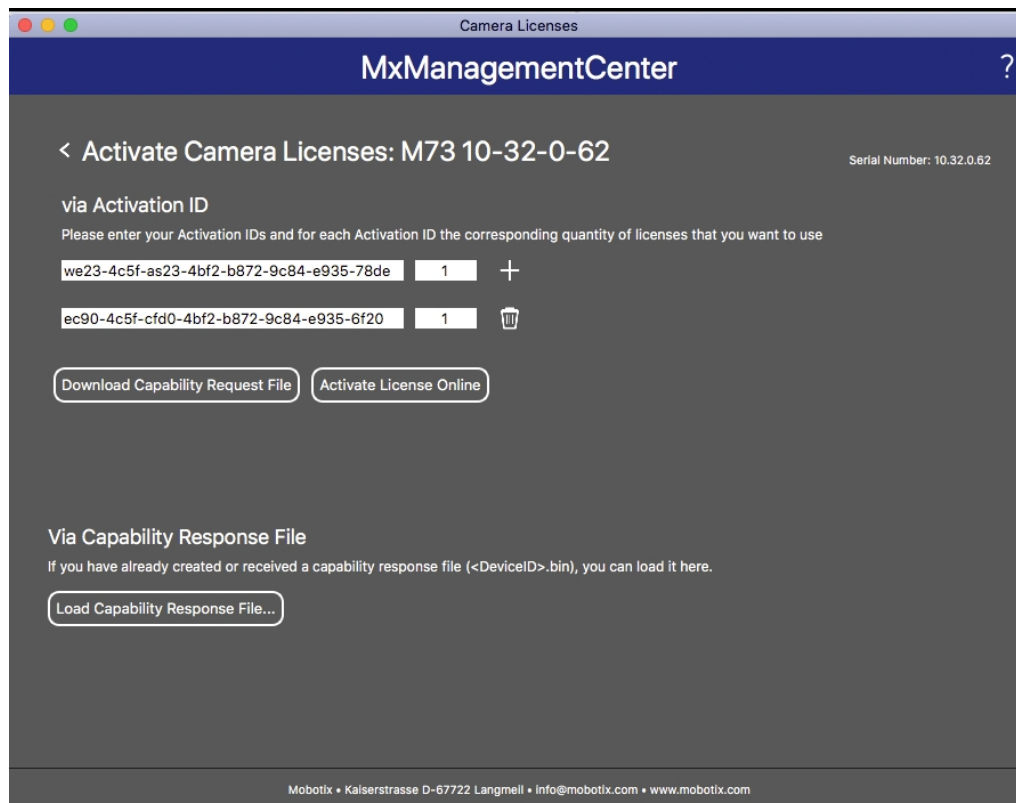 Camera Licenses
MxManagementCenter
?
< Activate Camera Licenses: M73 10-32-0-62
Serial Number: 10.32.0.62
via Activation ID
Please enter your Activation IDs and for each Activation ID the corresponding quantity of licenses that you want to use
we23-4c5f-as23-4bf2-b872-9c84-e935-78de 1 +
ec90-4c5f-cfd0-4bf2-b872-9c84-e935-6f20 1
Download Capability Request File Activate License Online
Via Capability Response File
If you have already created or received a capability response file (<DeviceID>.bin), you can load it here.
Load Capability Response File...
Mobotix • Kaiserstrasse D-67722 Langmeil • info@mobotix.com • www.mobotix.com